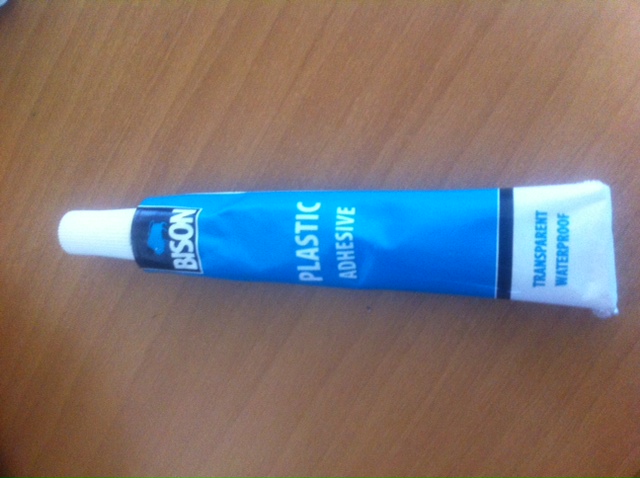 BISON
PLASTIC
ADHESIVE
TRANSPARENT
WATERPROOF